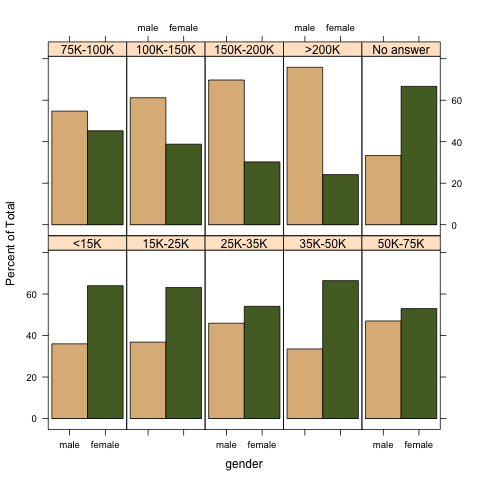 male female male female
75K-100K 100K-150K 150K-200K >200K No answer
60
40
20
0
Percent of Total
<15K 15K-25K 25K-35K 35K-50K 50K-75K
60
40
20
0
male female male female male female
gender